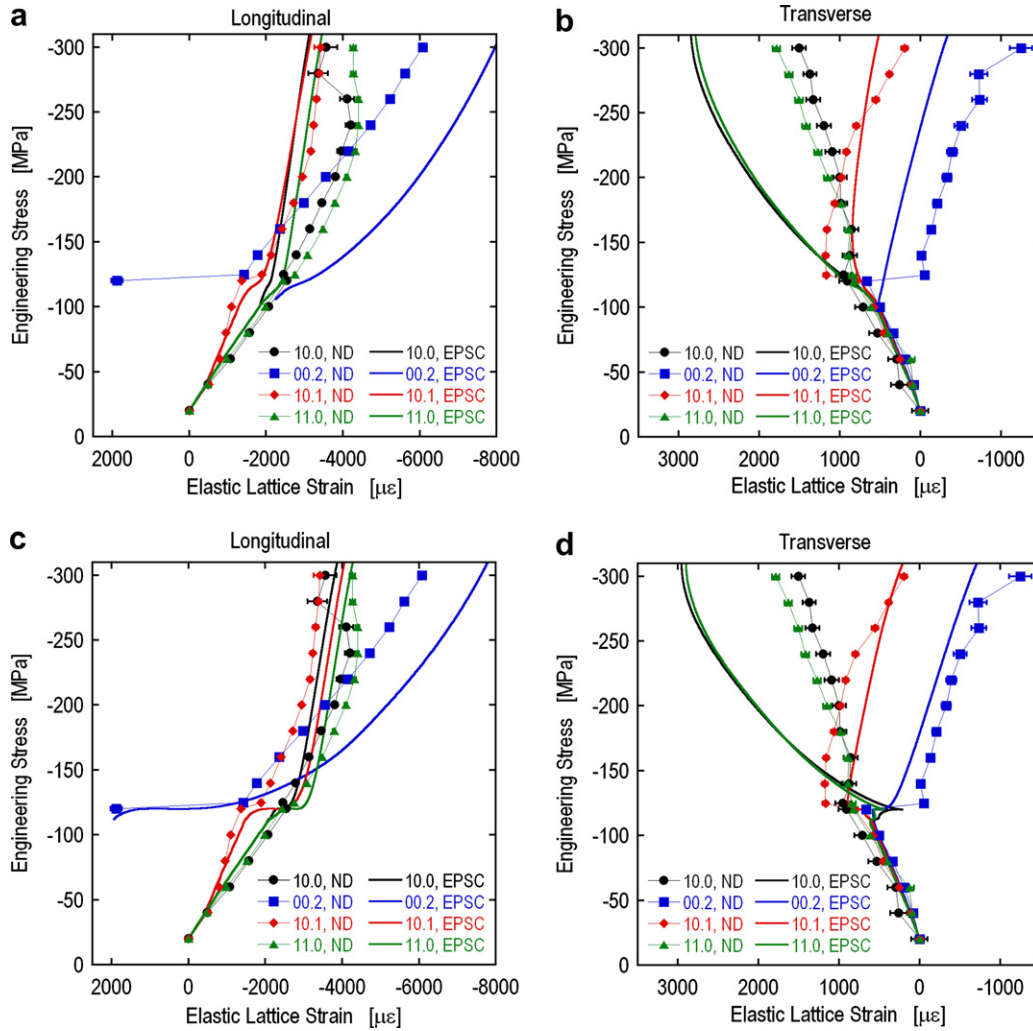 a
Longitudinal
-300
-250
-200
-150
-100
-50
0
Engineering Stress [MPa]
10.0, ND 10.0, EPSC
00.2, ND 00.2, EPSC
10.1, ND 10.1, EPSC
11.0, ND 11.0, EPSC
2000 0 -2000 -4000 -6000 -8000
Elastic Lattice Strain [με]
b
Transverse
-300
-250
-200
-150
-100
-50
0
Engineering Stress [MPa]
10.0, ND 10.0, EPSC
00.2, ND 00.2, EPSC
10.1, ND 10.1, EPSC
11.0, ND 11.0, EPSC
3000 2000 1000 0 -1000
Elastic Lattice Strain [με]
c
Longitudinal
-300
-250
-200
-150
-100
-50
0
Engineering Stress [MPa]
10.0, ND 10.0, EPSC
00.2, ND 00.2, EPSC
10.1, ND 10.1, EPSC
11.0, ND 11.0, EPSC
2000 0 -2000 -4000 -6000 -8000
Elastic Lattice Strain [με]
d
Transverse
-300
-250
-200
-150
-100
-50
0
Engineering Stress [MPa]
10.0, ND 10.0, EPSC
00.2, ND 00.2, EPSC
10.1, ND 10.1, EPSC
11.0, ND 11.0, EPSC
3000 2000 1000 0 -1000
Elastic Lattice Strain [με]